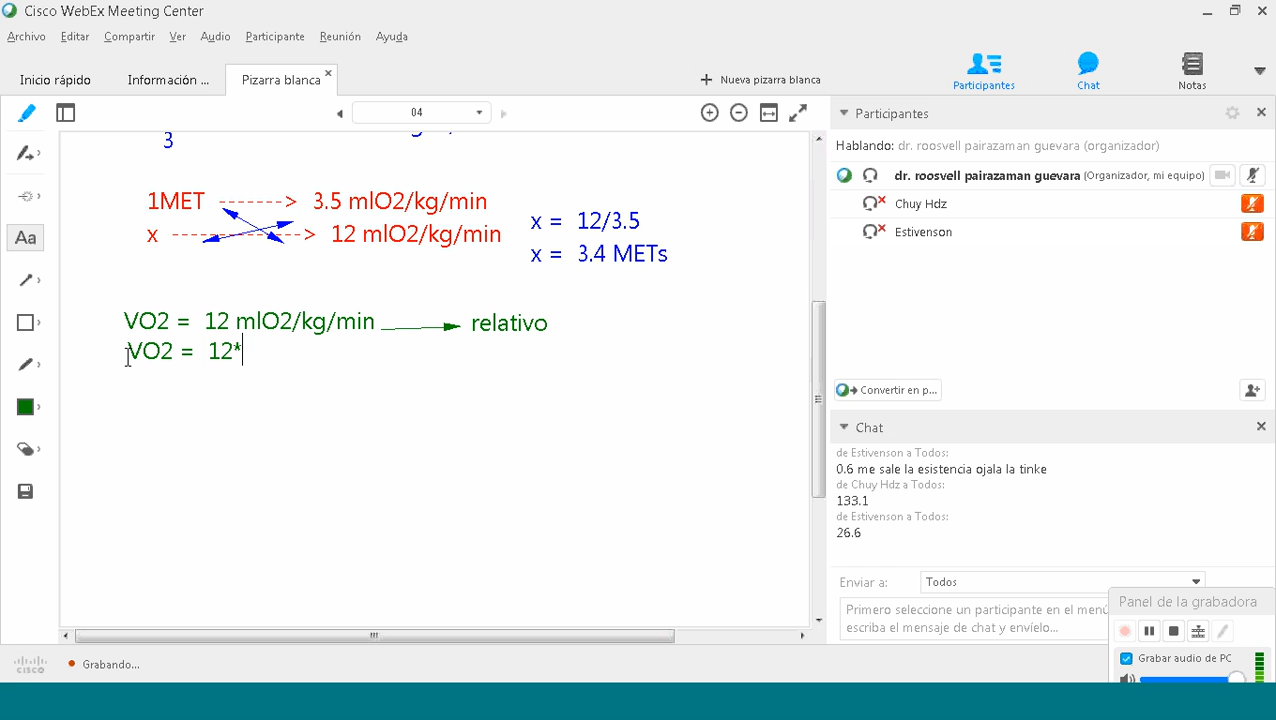 Cisco WebEx Meeting Center
Archivo Editar Compartir Ver Audio Participante Reunión Ayuda
Inicio rápido Información ... Pizarra blanca Nueva pizarra blanca
Participantes Chat Notas
04
3
1MET ------> 3.5 mlO2/kg/min
x ------------> 12 mlO2/kg/min
x = 12/3.5
x = 3.4 METs
VO2 = 12 mlO2/kg/min relativo
VO2 = 12*
Aa
Participantes
Hablando: dr. roosvell pairazaman guevara (organizador)
dr. roosvell pairazaman guevara (Organizador, mi equipo)
Chuy Hdz
Estivenson
Convertir en p...
Chat
de Estivenson a Todos:
0.6 me sale la esistencia ojala la tinke
de Chuy Hdz a Todos:
133.1
de Estivenson a Todos:
26.6
Enviar a: Todos
Primero seleccione un participante en el menú
escriba el mensaje de chat y envíelo...
Panel de la grabadora
Grabar audio de PC
cisco Grabando...